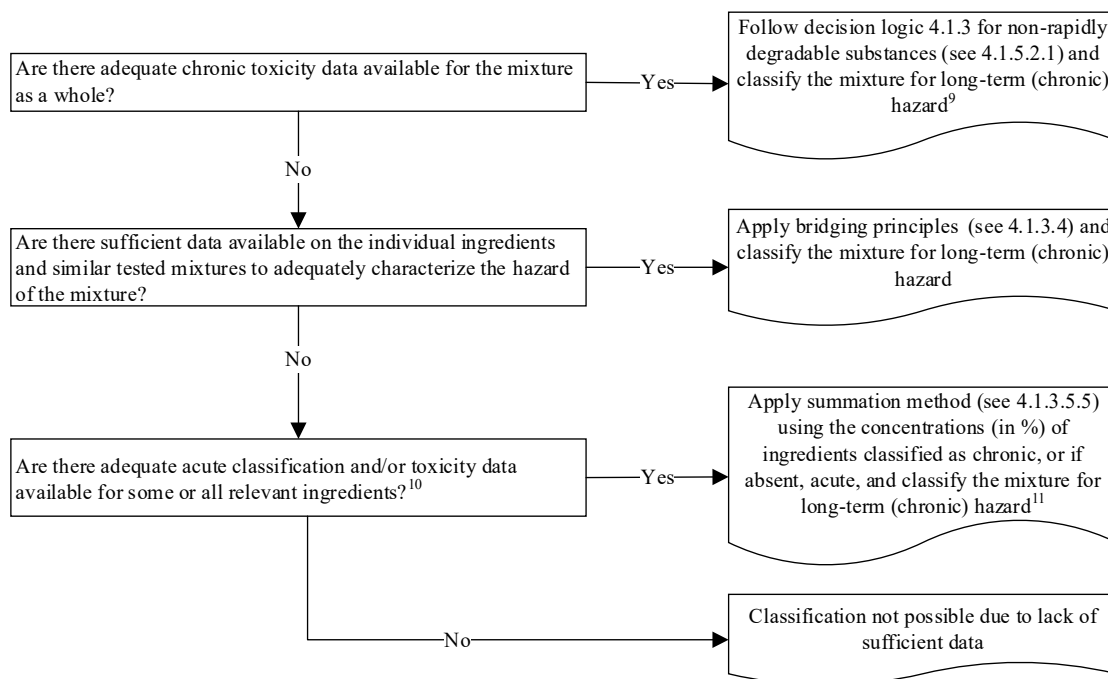 Are there adequate chronic toxicity data available for the mixture
as a whole?
Yes
Follow decision logic 4.1.3 for non-rapidly
degradable substances (see 4.1.5.2.1) and
classify the mixture for long-term (chronic)
hazard⁹
No
Are there sufficient data available on the individual ingredients
and similar tested mixtures to adequately characterize the hazard
of the mixture?
Yes
Apply bridging principles (see 4.1.3.4) and
classify the mixture for long-term (chronic)
hazard
No
Are there adequate acute classification and/or toxicity data
available for some or all relevant ingredients?¹⁰
Yes
Apply summation method (see 4.1.3.5.5)
using the concentrations (in %) of
ingredients classified as chronic, or if
absent, acute, and classify the mixture for
long-term (chronic) hazard¹¹
No
Classification not possible due to lack of
sufficient data